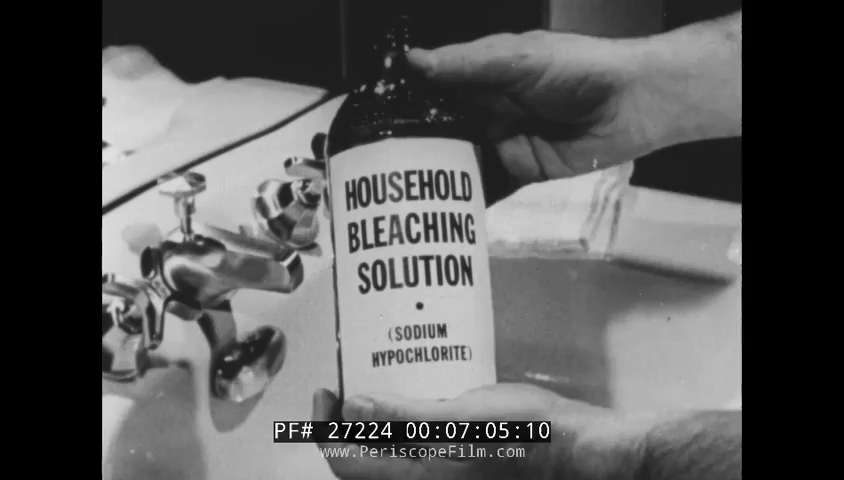 HOUSEHOLD
BLEACHING
SOLUTION
•
(SODIUM
HYPOCHLORITE)
PF# 27224 00:07:05:10
www.PeriscopeFilm.com